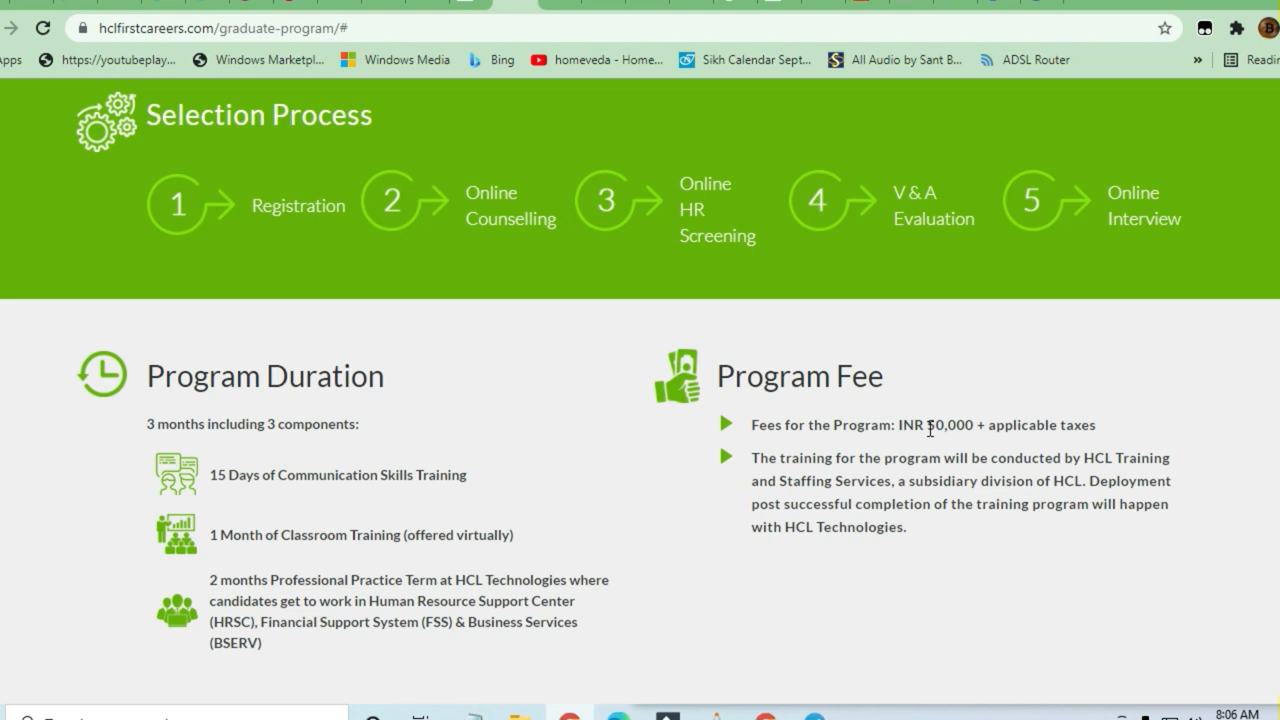 hclfirstcareers.com/graduate-program/#
https://youtubeplay...
Windows Marketpl...
Windows Media
Bing
homeveda - Home...
Sikh Calendar Sept...
All Audio by Sant B...
ADSL Router
»
Selection Process
1
Registration
2
Online
Counselling
3
Online
HR
Screening
4
V & A
Evaluation
5
Online
Interview
Program Duration
3 months including 3 components:
15 Days of Communication Skills Training
1 Month of Classroom Training (offered virtually)
2 months Professional Practice Term at HCL Technologies where
candidates get to work in Human Resource Support Center
(HRSC), Financial Support System (FSS) & Business Services
(BSERV)
Program Fee
Fees for the Program: INR 50,000 + applicable taxes
The training for the program will be conducted by HCL Training
and Staffing Services, a subsidiary division of HCL. Deployment
post successful completion of the training program will happen
with HCL Technologies.
8:06 AM